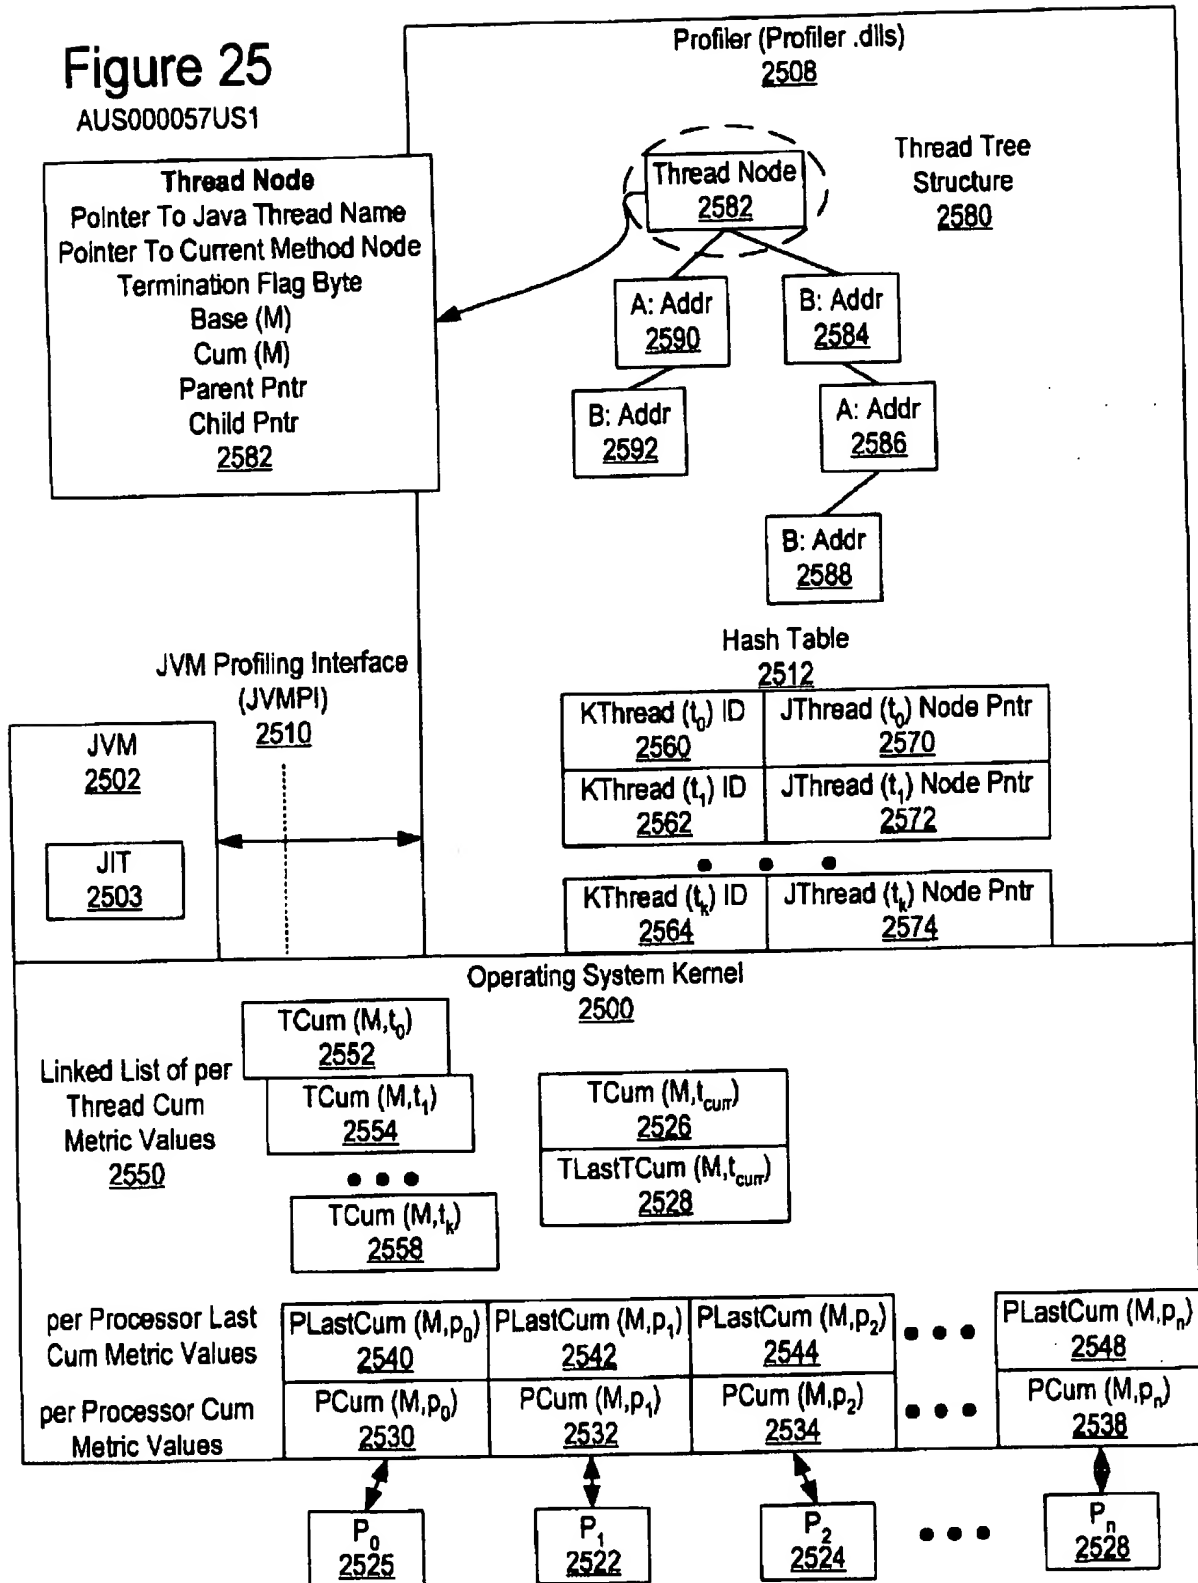 Figure 25
AUS000057US1
Profiler (Profiler .dlls)
2508
Thread Node
2582
Thread Tree
Structure
2580
Thread Node
Pointer To Java Thread Name
Pointer To Current Method Node
Termination Flag Byte
Base (M)
Cum (M)
Parent Pntr
Child Pntr
2582
A: Addr
2590
B: Addr
2584
B: Addr
2592
A: Addr
2586
B: Addr
2588
Hash Table
2512
KThread (t0) ID
2560
JThread (t0) Node Pntr
2570
KThread (t1) ID
2562
JThread (t1) Node Pntr
2572
KThread (tk) ID
2564
JThread (tk) Node Pntr
2574
JVM Profiling Interface
(JVMPI)
2510
JVM
2502
JIT
2503
Operating System Kernel
2500
Linked List of per
Thread Cum
Metric Values
2550
TCum (M,t0)
2552
TCum (M,t1)
2554
TCum (M,tk)
2558
TCum (M,tcurr)
2526
TLastTCum (M,tcurr)
2528
per Processor Last
Cum Metric Values
PLastCum (M,p0)
2540
PLastCum (M,p1)
2542
PLastCum (M,p2)
2544
PLastCum (M,pn)
2548
per Processor Cum
Metric Values
PCum (M,p0)
2530
PCum (M,p1)
2532
PCum (M,p2)
2534
PCum (M,pn)
2538
P0
2525
P1
2522
P2
2524
Pn
2528